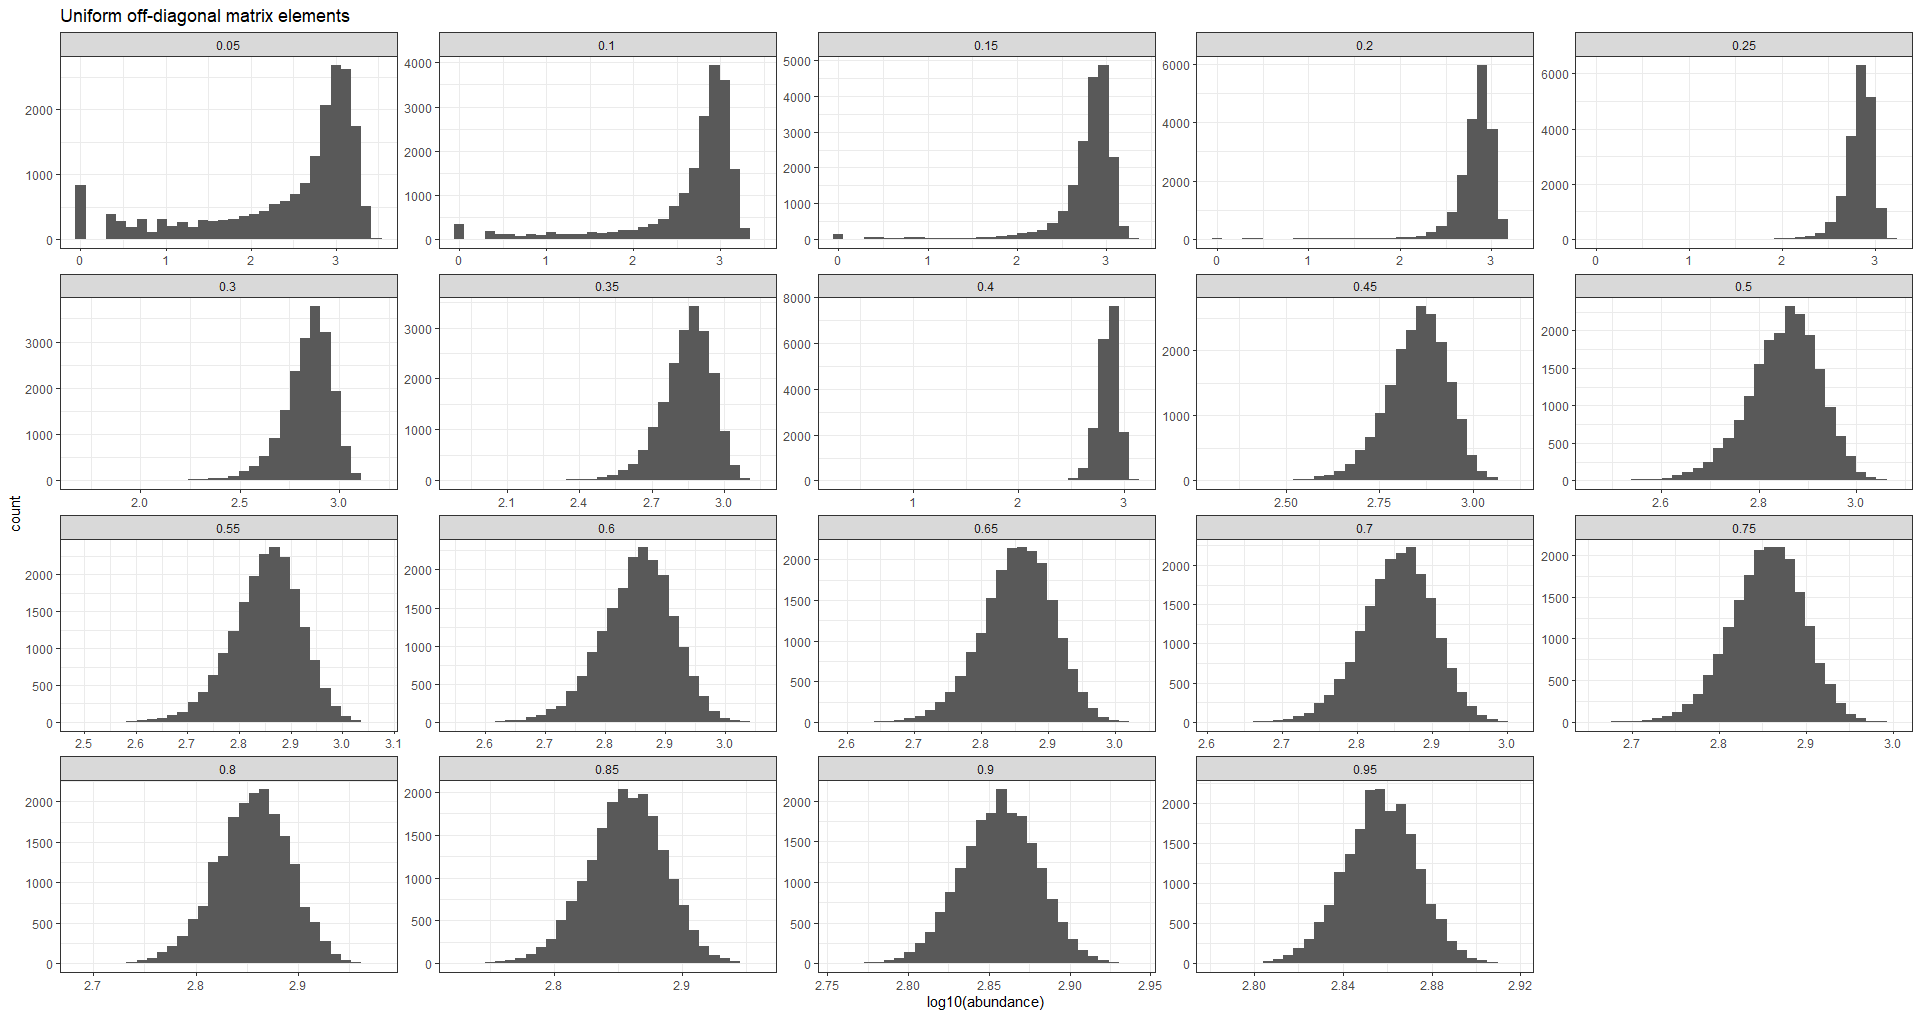 Uniform off-diagonal matrix elements
0.05 0.1 0.15 0.2 0.25
2000 1000 0
4000 3000 2000 1000 0
5000 4000 3000 2000 1000 0
6000 4000 2000 0
6000 4000 2000 0
0 1 2 3
0 1 2 3
0 1 2 3
0 1 2 3
0 1 2 3
0.3 0.35 0.4 0.45 0.5
3000 2000 1000 0
3000 2000 1000 0
8000 6000 4000 2000 0
2000 1000 0
2000 1500 1000 500 0
2.0 2.5 3.0
2.1 2.4 2.7 3.0
1 2 3
2.50 2.75 3.00
2.6 2.8 3.0
count
0.55 0.6 0.65 0.7 0.75
2000 1500 1000 500 0
2000 1500 1000 500 0
2000 1500 1000 500 0
2000 1500 1000 500 0
2000 1500 1000 500 0
2.5 2.6 2.7 2.8 2.9 3.0 3.1
2.6 2.7 2.8 2.9 3.0
2.6 2.7 2.8 2.9 3.0
2.6 2.7 2.8 2.9 3.0
2.7 2.8 2.9 3.0
0.8 0.85 0.9 0.95
2000 1500 1000 500 0
2000 1500 1000 500 0
2000 1500 1000 500 0
2000 1500 1000 500 0
2.7 2.8 2.9
2.8 2.9
2.75 2.80 2.85 2.90 2.95
2.80 2.84 2.88 2.92
log10(abundance)